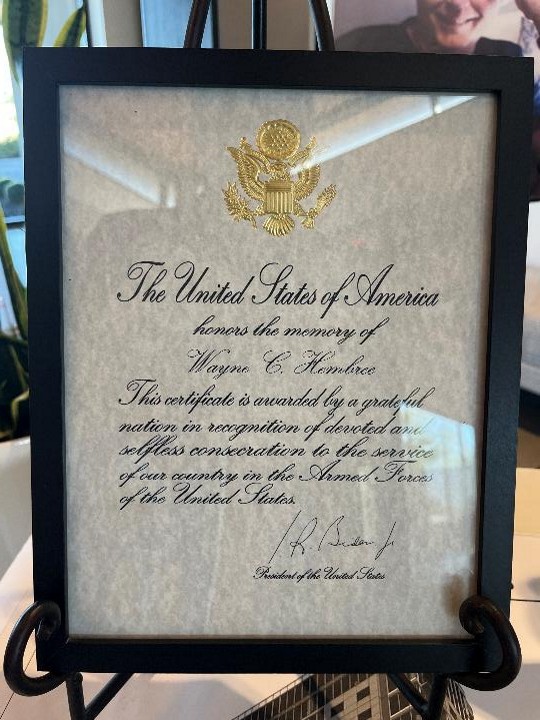 The United States of America
honors the memory of
Wayne C. Hembree
This certificate is awarded by a grateful
nation in recognition of devoted and
selfless consecration to the service
of our country in the Armed Forces
of the United States.
J R. Biden Jr
President of the United States